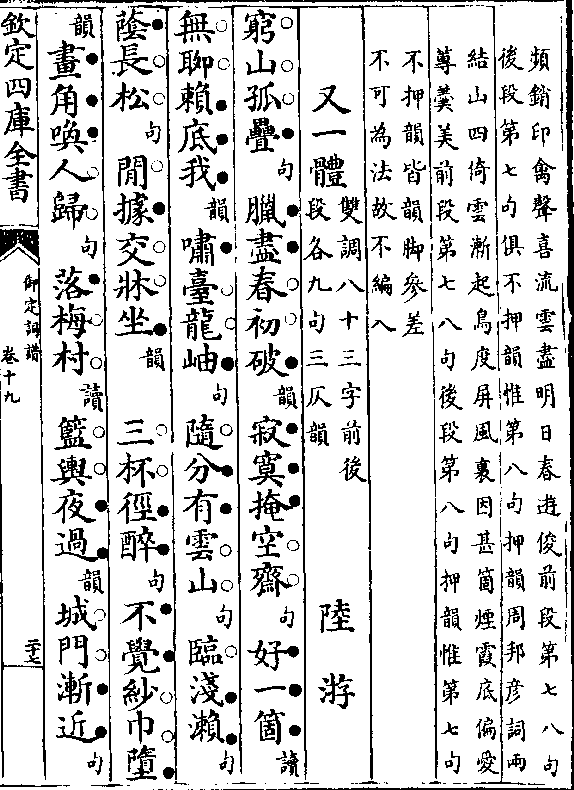 頻銷印禽聲喜流雲盡明日春遊俊前段第七八句
後段第七句俱不押韻惟第八句押韻周邦彦詞兩
結山四倚雲漸起鳥度屏風裏因甚箇煙霞底偏愛
蓴羹美前段第七八句後段第八句押韻惟第七句
不押韻皆韻脚參差
不可為法故不編入
又一體 雙調八十三字前後段各九句三仄韻 陸游
窮山孤疊句臘盡春初破韻寂寞掩空齋句好一箇讀
無聊賴底我韻嘯臺龍岫句隨分有雲山句臨淺瀨句
蔭長松句閒據交牀坐韻 三杯徑醉句不覺紗巾墮
韻畫角喚人歸句落梅村讀籃輿夜過韻城門漸近句
欽定四庫全書
御定詞譜
卷十九
二十七